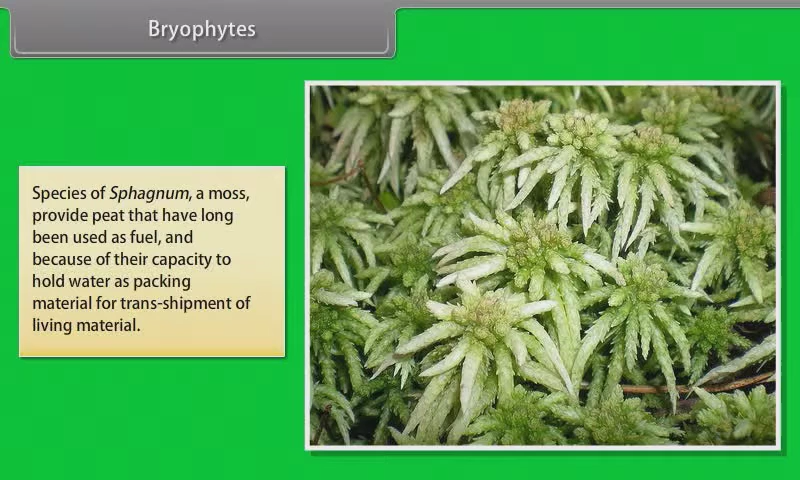 Bryophytes
Species of Sphagnum, a moss,
provide peat that have long
been used as fuel, and
because of their capacity to
hold water as packing
material for trans-shipment of
living material.